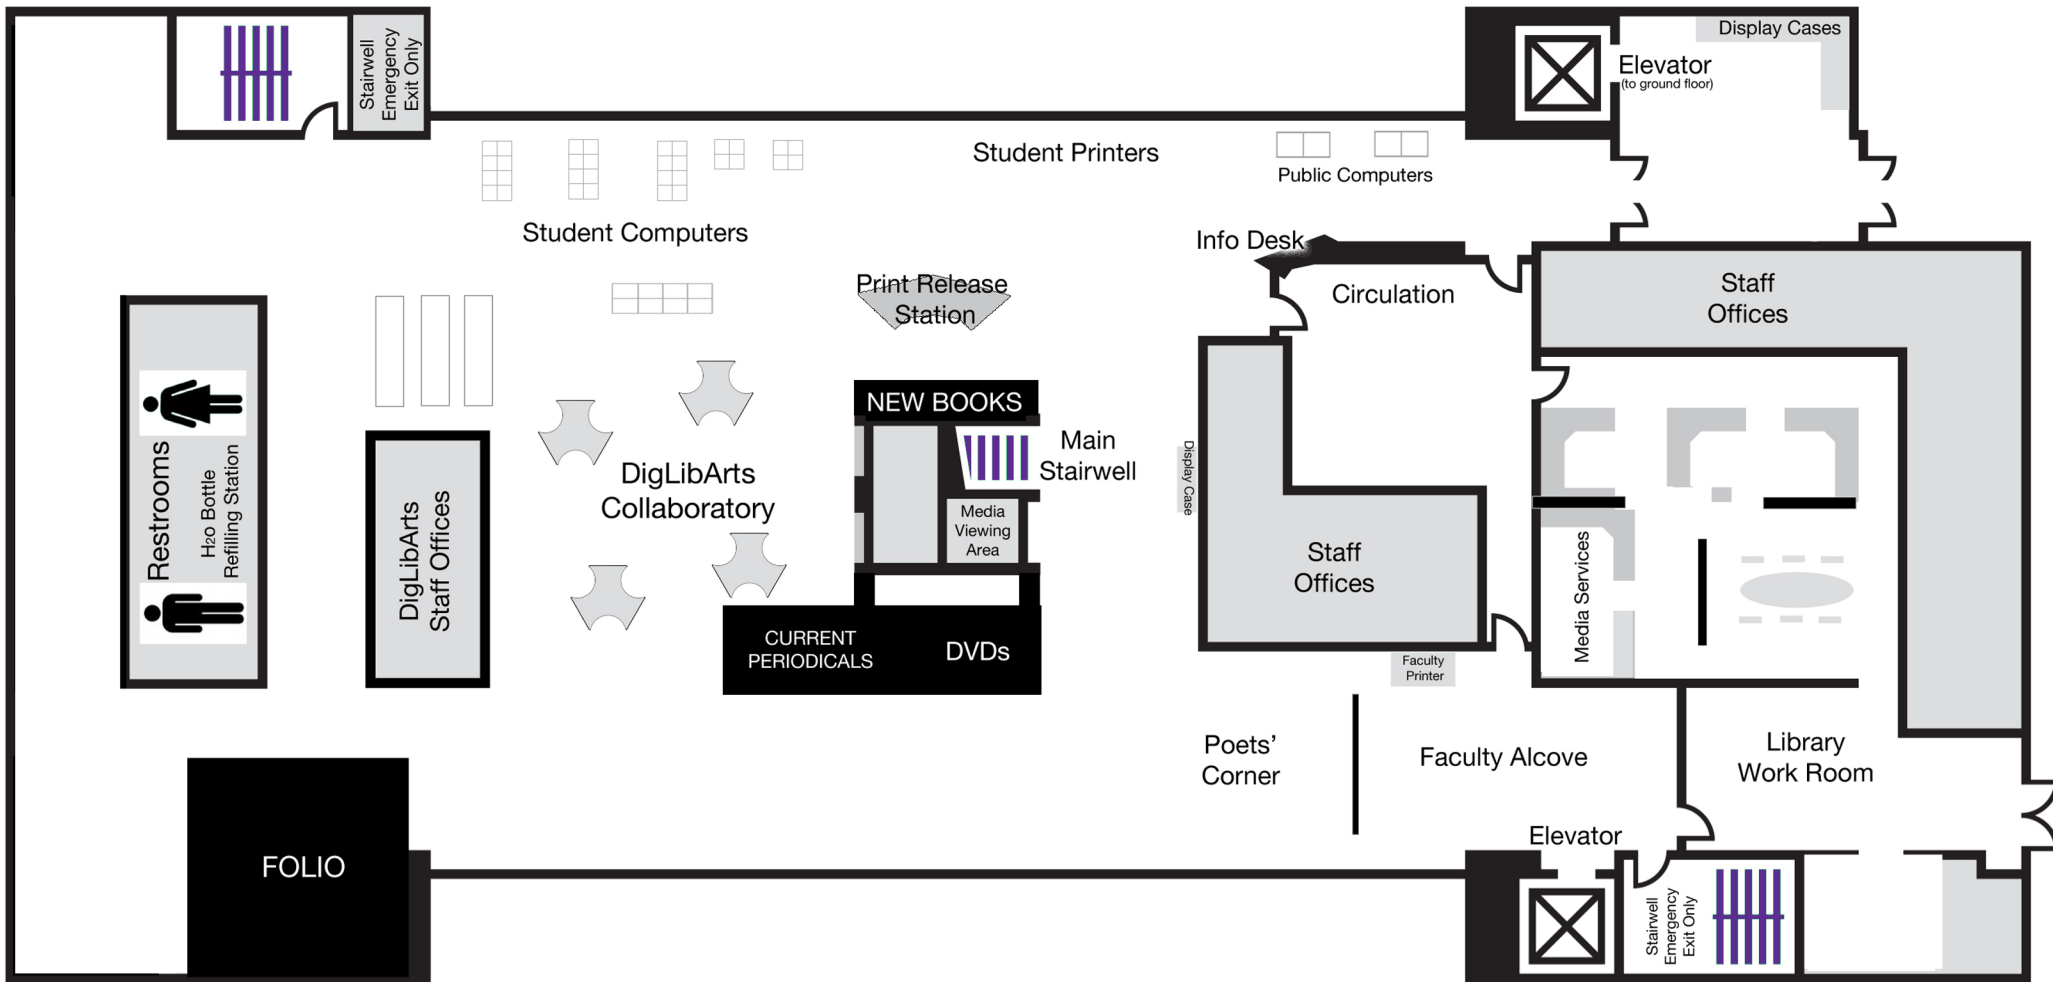 Stairwell
Emergency
Exit Only
Display Cases
Elevator
(to ground floor)
Student Printers
Public Computers
Student Computers
Info Desk
Print Release
Station
Circulation
Staff
Offices
NEW BOOKS
Main
Stairwell
Restrooms
H2O Bottle
Refilling Station
DigLibArts
Staff Offices
DigLibArts
Collaboratory
Media
Viewing
Area
Display Case
Staff
Offices
Media Services
CURRENT
PERIODICALS
DVDs
Faculty
Printer
Poets’
Corner
Faculty Alcove
Library
Work Room
Elevator
FOLIO
Stairwell
Emergency
Exit Only